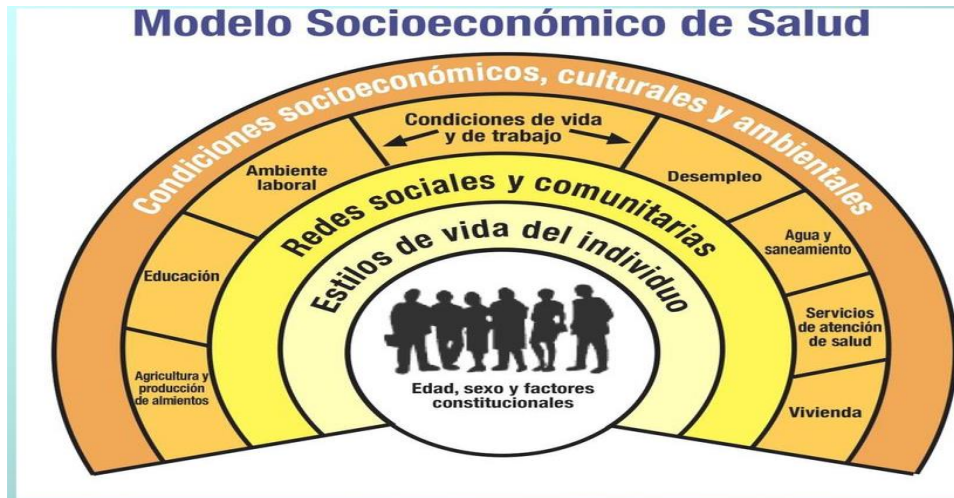 Modelo Socioeconómico de Salud
Condiciones socioeconómicos, culturales y ambientales
Condiciones de vida
y de trabajo
Ambiente
laboral
Desempleo
Redes sociales y comunitarias
Agua y
saneamiento
Educación
Estilos de vida del individuo
Servicios
de atención
de salud
Agricultura y
producción
de almientos
Edad, sexo y factores
constitucionales
Vivienda